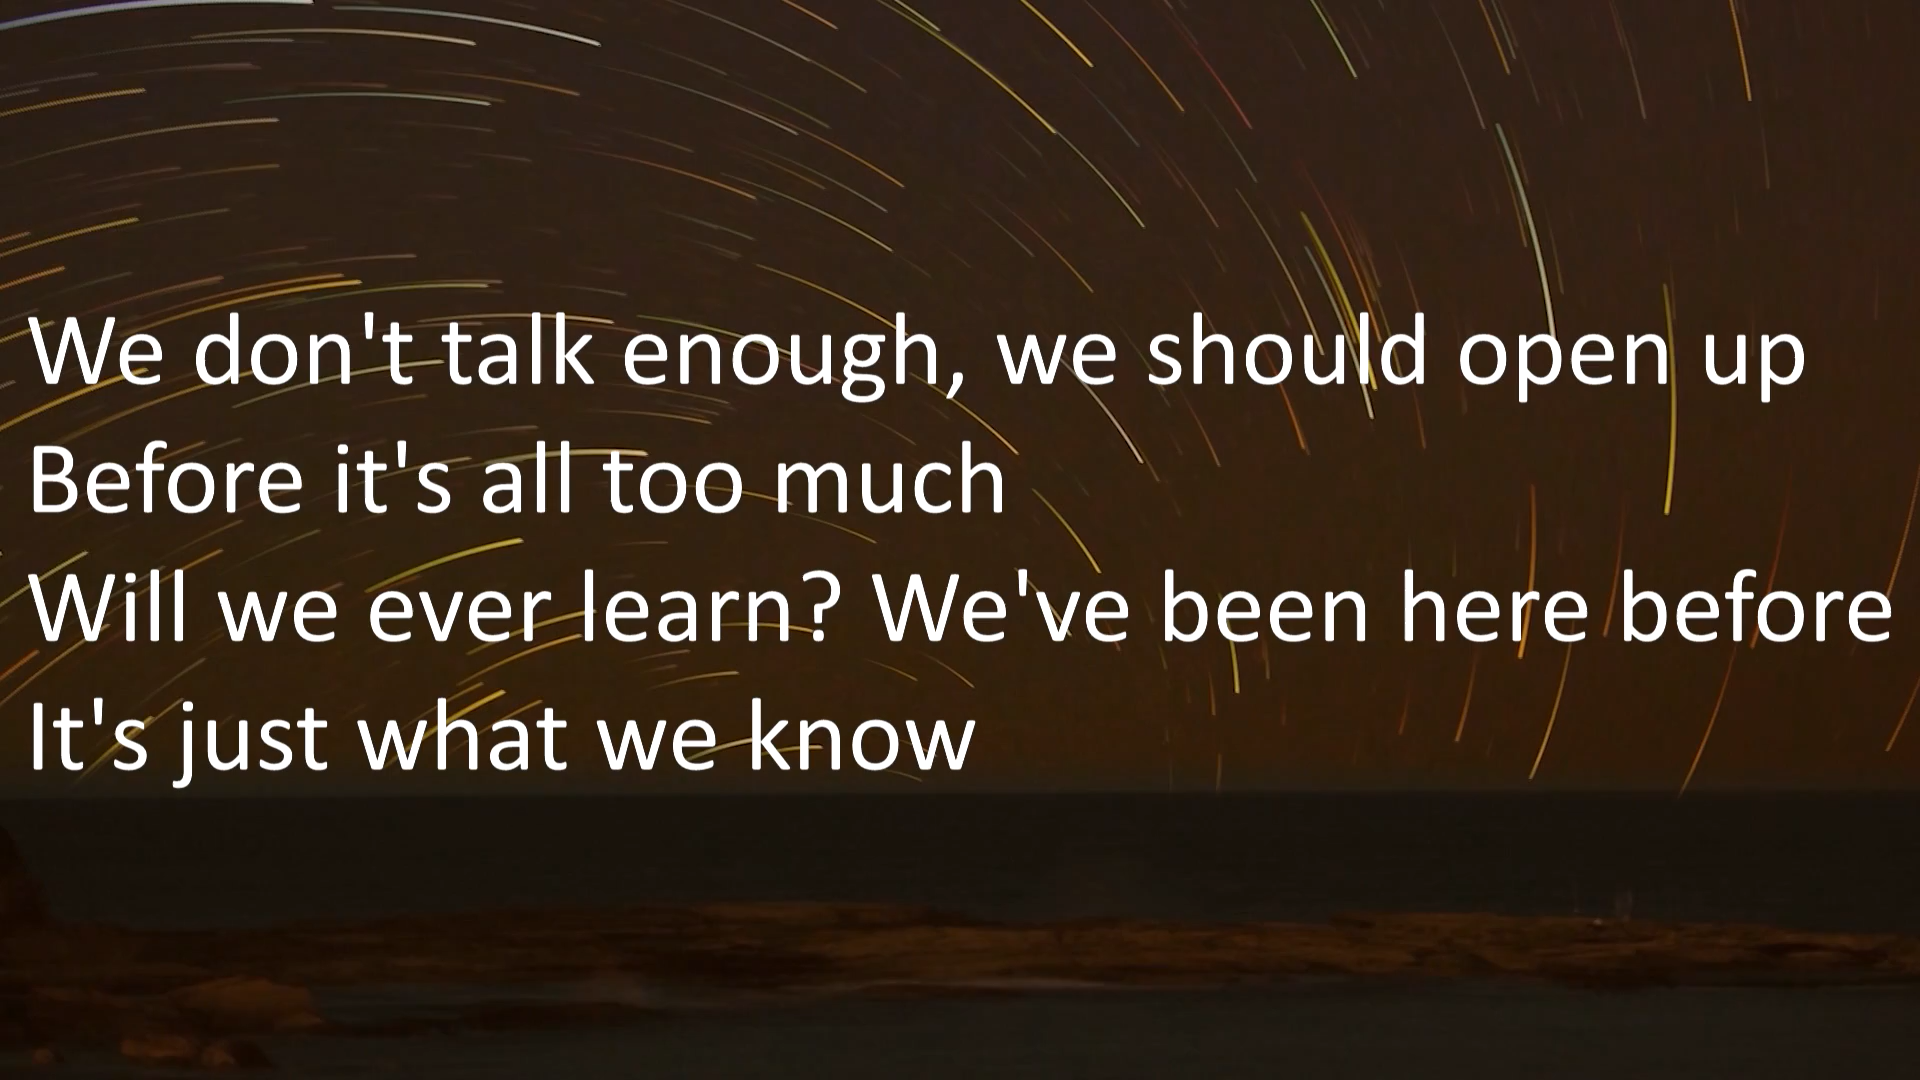 We don't talk enough, we should open up
Before it's all too much
Will we ever learn? We've been here before
It's just what we know